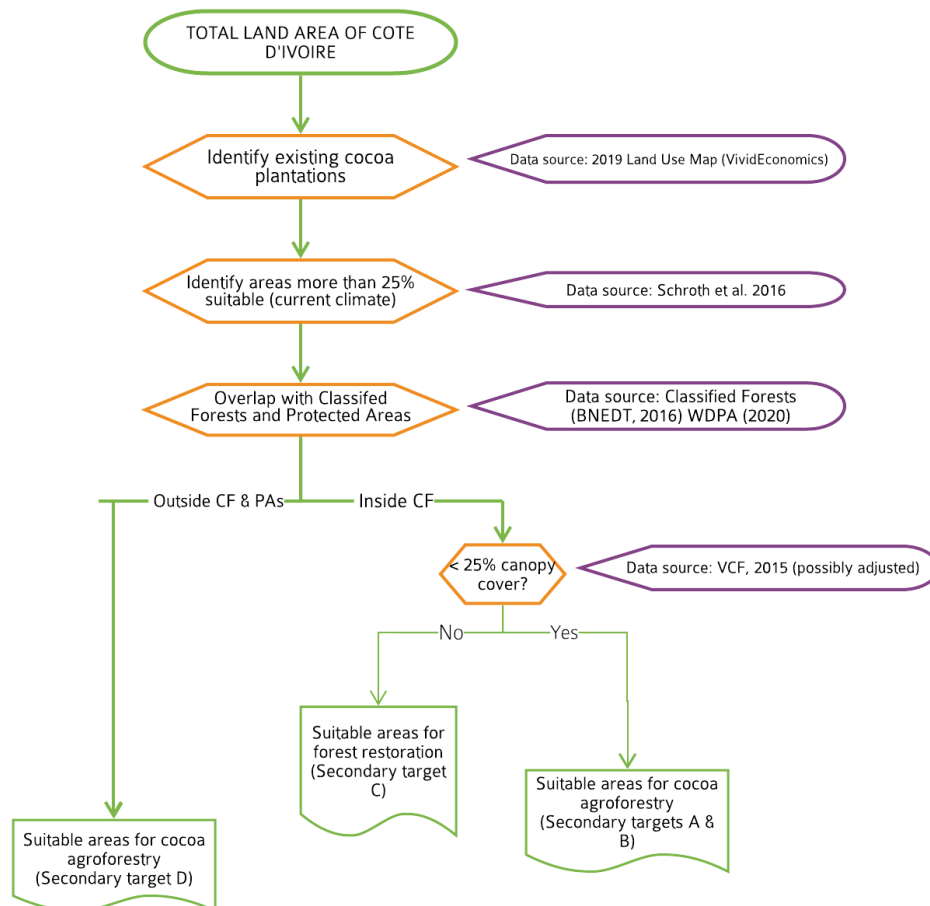 TOTAL LAND AREA OF COTE
D'IVOIRE
Identify existing cocoa
plantations
Data source: 2019 Land Use Map (VividEconomics)
Identify areas more than 25%
suitable (current climate)
Data source: Schroth et al. 2016
Overlap with Classifed
Forests and Protected Areas
Data source: Classified Forests
(BNEDT, 2016) WDPA (2020)
Outside CF & PAs
Inside CF
< 25% canopy
cover?
Data source: VCF, 2015 (possibly adjusted)
No
Yes
Suitable areas for
forest restoration
(Secondary target
C)
Suitable areas for cocoa
agroforestry
(Secondary targets A &
B)
Suitable areas for cocoa
agroforestry
(Secondary target D)